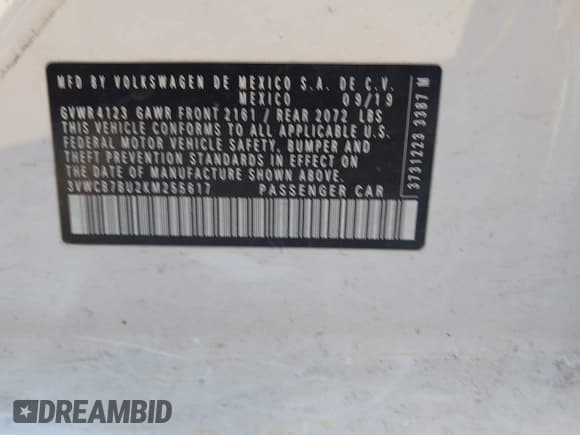 MFD BY VOLKSWAGEN DE MEXICO S.A. DE C.V.
MEXICO 09/19
GVWR4123 GAWR FRONT 2161 / REAR 2072 LBS
THIS VEHICLE CONFORMS TO ALL APPLICABLE U.S.
FEDERAL MOTOR VEHICLE SAFETY, BUMPER AND
THEFT PREVENTION STANDARDS IN EFFECT ON
THE DATE OF MANUFACTURE SHOWN ABOVE.
3VWCB7BU2KM255617 PASSENGER CAR
3731223 3387 M
DREAMBID